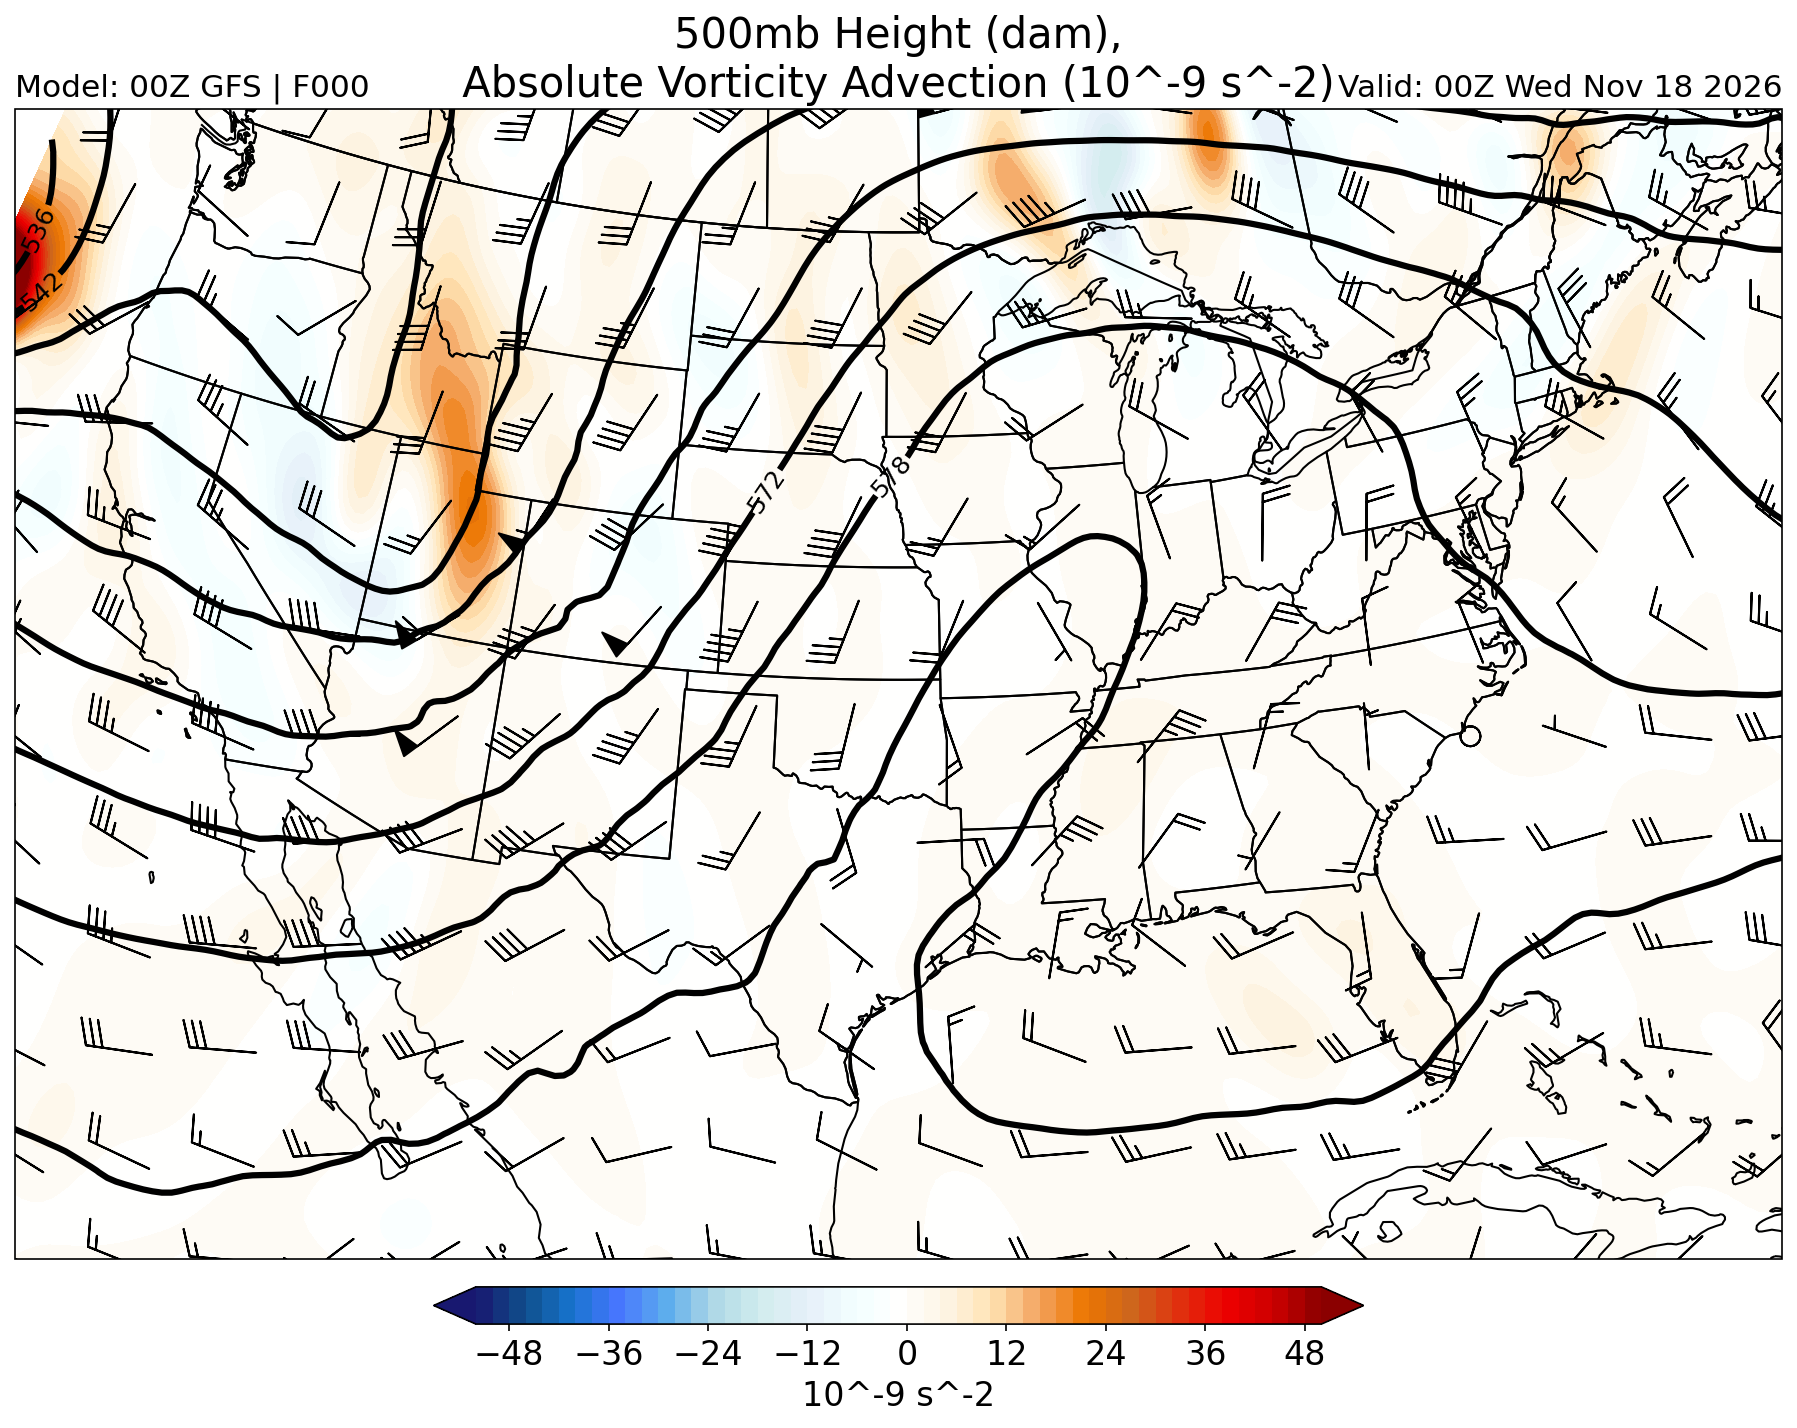 500mb Height (dam),
Model: 00Z GFS | F000 Absolute Vorticity Advection (10^-9 s^-2) Valid: 00Z Wed Nov 18 2026
536
542
572
578
−48 −36 −24 −12 0 12 24 36 48
10^-9 s^-2